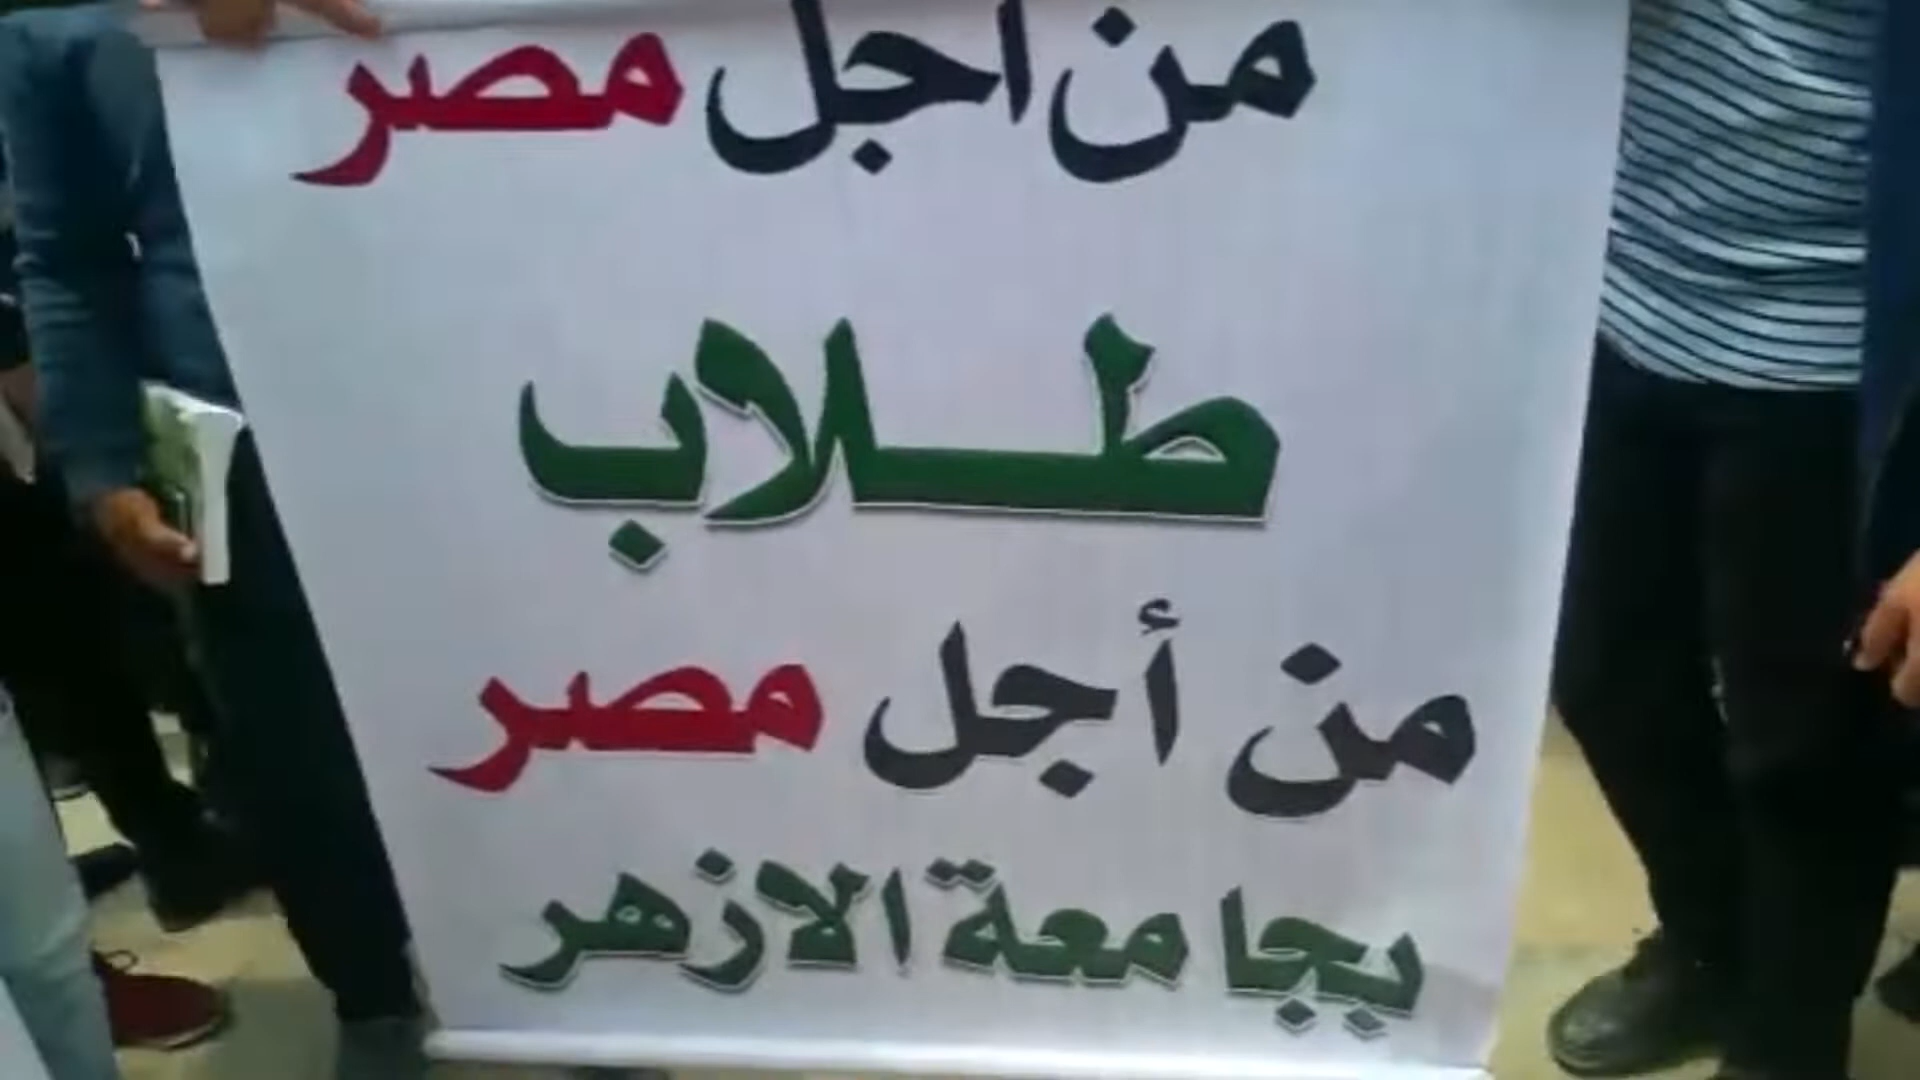 من اجل مصر
طلاب
من أجل مصر
بجامعة الازهر